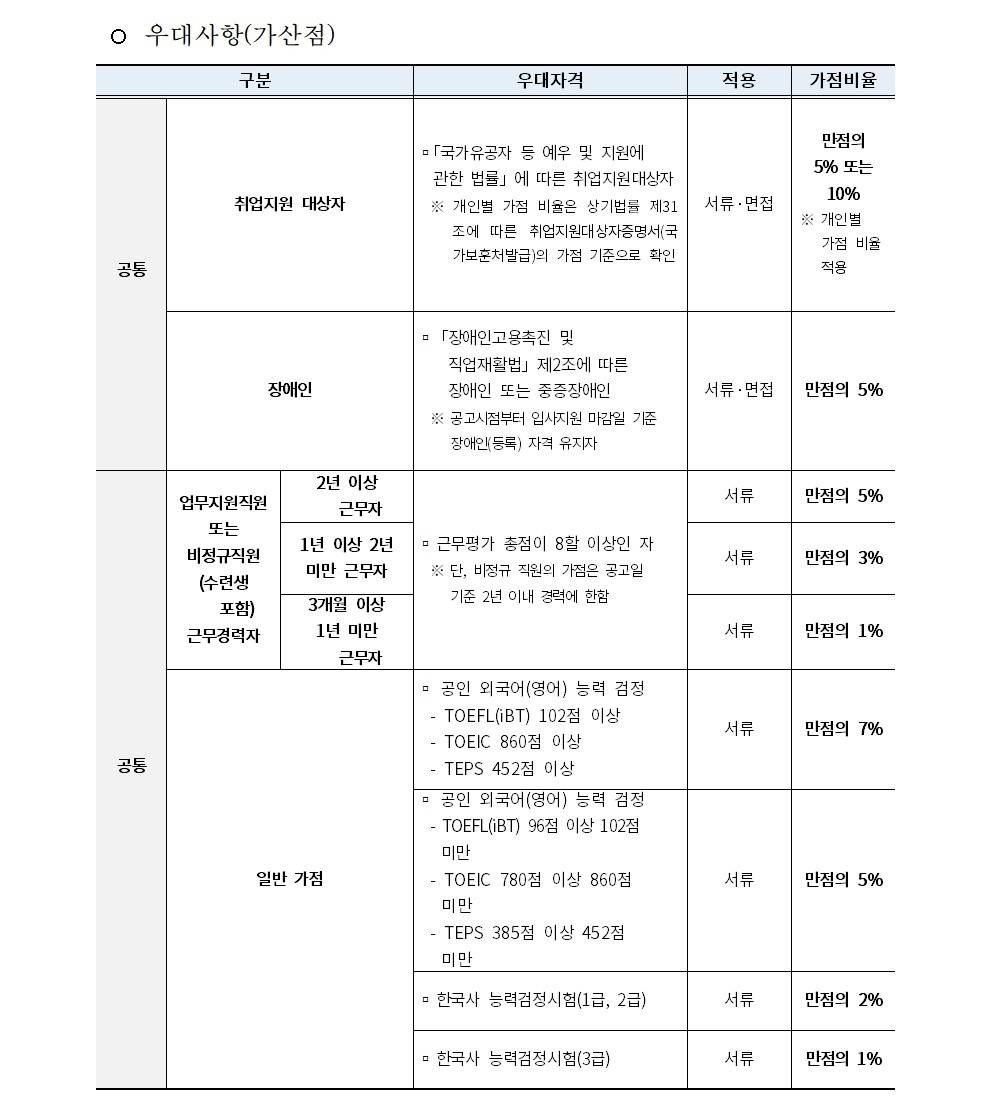 ㅇ 우대사항(가산점)
구분 우대자격 적용 가점비율
공통
취업지원 대상자
▫「국가유공자 등 예우 및 지원에
관한 법률」에 따른 취업지원대상자
※ 개인별 가점 비율은 상기법률 제31
조에 따른 취업지원대상자증명서(국
가보훈처발급)의 가점 기준으로 확인
서류·면접
만점의
5% 또는
10%
※ 개인별
가점 비율
적용
장애인
▫ 「장애인고용촉진 및
직업재활법」제2조에 따른
장애인 또는 중증장애인
※ 공고시점부터 입사지원 마감일 기준
장애인(등록) 자격 유지자
서류·면접
만점의 5%
공통
업무지원직원
또는
비정규직원
(수련생
포함)
근무경력자
2년 이상
근무자
▫ 근무평가 총점이 8할 이상인 자
※ 단, 비정규 직원의 가점은 공고일
기준 2년 이내 경력에 한함
서류
만점의 5%
1년 이상 2년
미만 근무자
서류
만점의 3%
3개월 이상
1년 미만
근무자
서류
만점의 1%
일반 가점
▫ 공인 외국어(영어) 능력 검정
- TOEFL(iBT) 102점 이상
- TOEIC 860점 이상
- TEPS 452점 이상
서류
만점의 7%
▫ 공인 외국어(영어) 능력 검정
- TOEFL(iBT) 96점 이상 102점
미만
- TOEIC 780점 이상 860점
미만
- TEPS 385점 이상 452점
미만
서류
만점의 5%
▫ 한국사 능력검정시험(1급, 2급)
서류
만점의 2%
▫ 한국사 능력검정시험(3급)
서류
만점의 1%